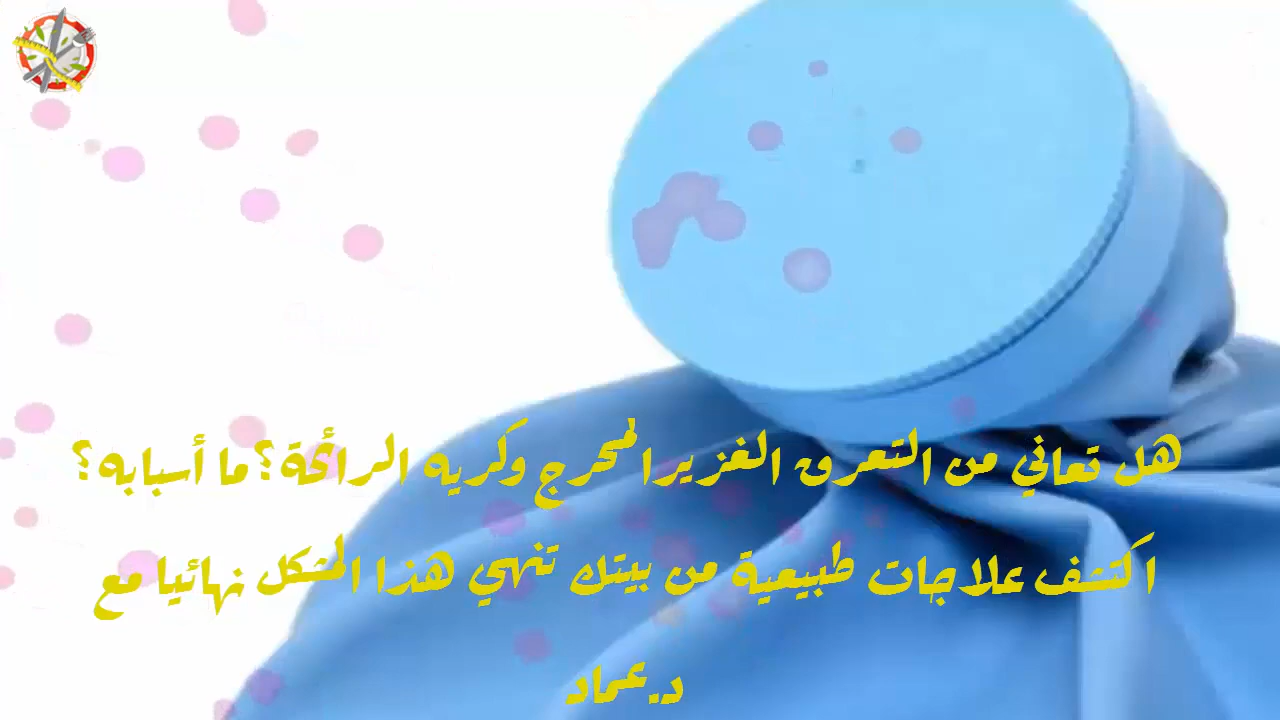 هل تعاني من التعرق الغزير المحرج وكريه الرائحة؟ ما أسبابه؟
اكتشف علاجات طبيعية من بيتك تنهي هذا المشكل نهائيا مع
د.عماد